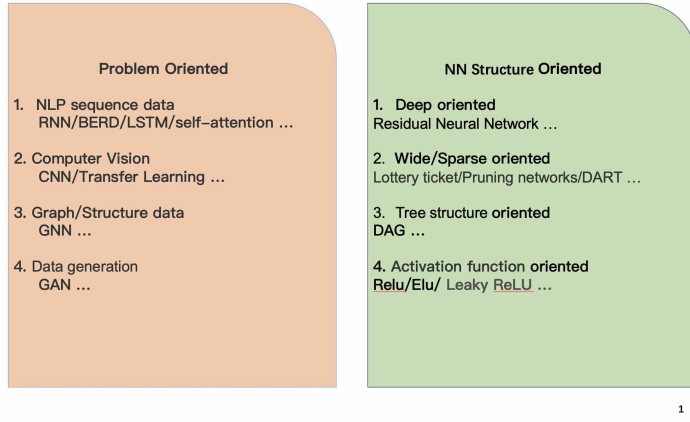 Problem Oriented
1. NLP sequence data
RNN/BERD/LSTM/self-attention ...
2. Computer Vision
CNN/Transfer Learning ...
3. Graph/Structure data
GNN ...
4. Data generation
GAN ...
NN Structure Oriented
1. Deep oriented
Residual Neural Network ...
2. Wide/Sparse oriented
Lottery ticket/Pruning networks/DART ...
3. Tree structure oriented
DAG ...
4. Activation function oriented
Relu/Elu/ Leaky ReLU ...
1